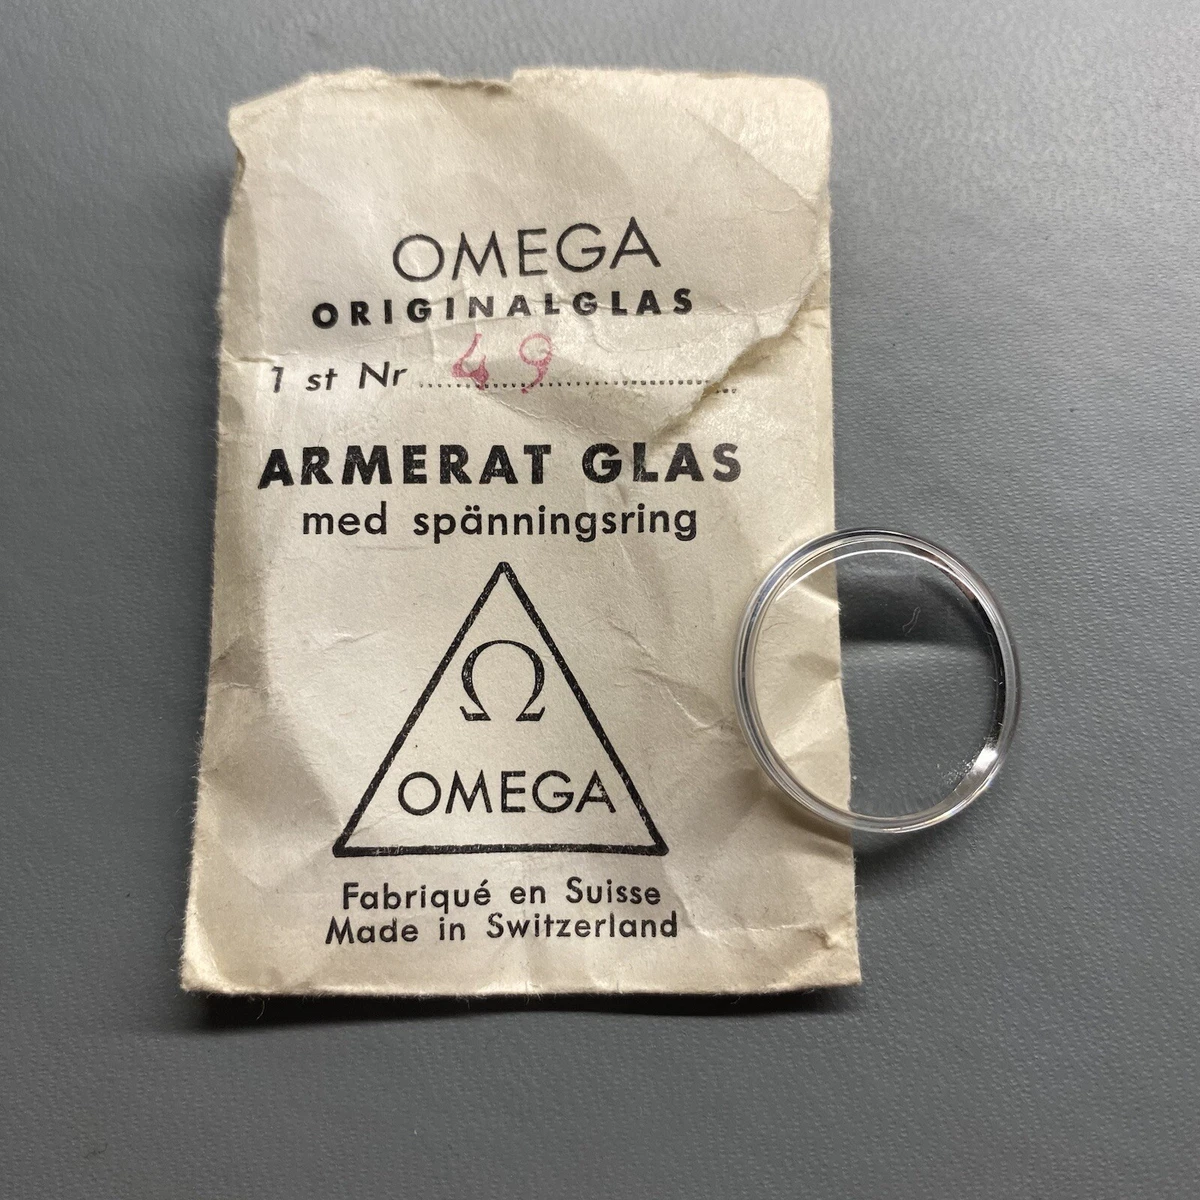 OMEGA
ORIGINALGLAS
1 st Nr 49
ARMERAT GLAS
med spänningsring
Ω
OMEGA
Fabriqué en Suisse
Made in Switzerland